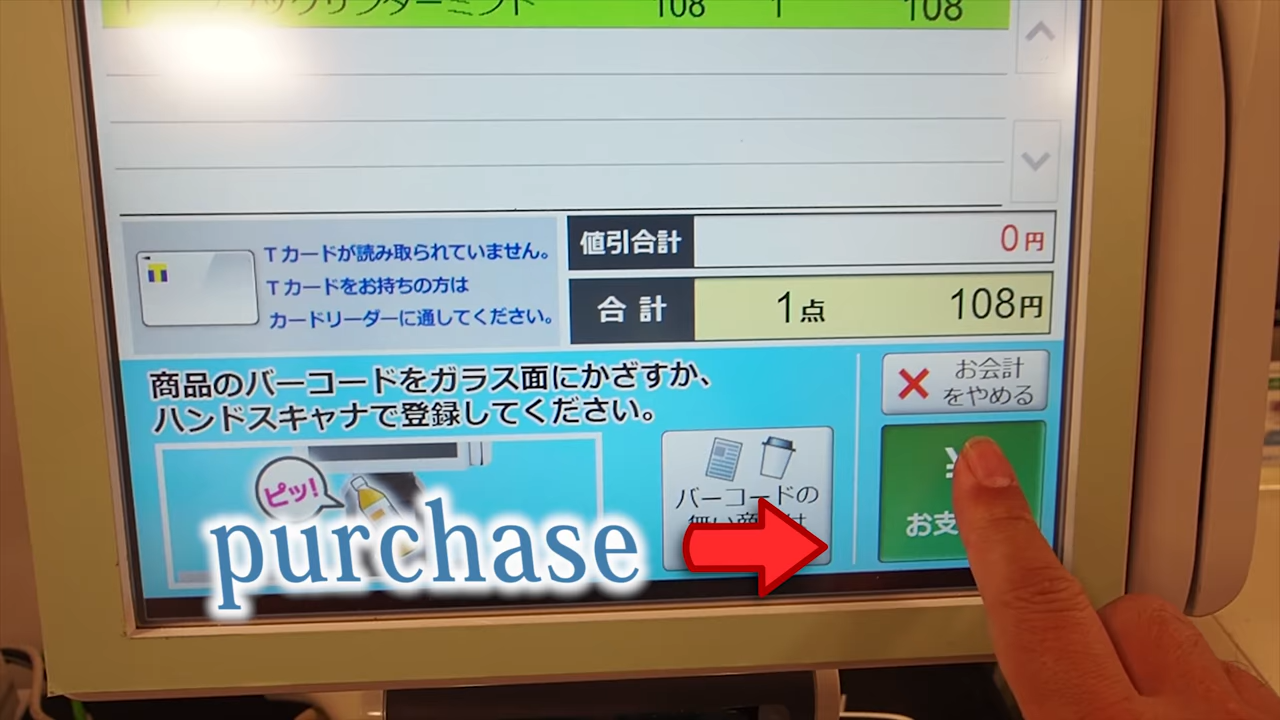 108 1 108
Tカードが読み取られていません。
Tカードをお持ちの方は
カードリーダーに通してください。
値引合計 0円
合計 1点 108円
商品のバーコードをガラス面にかざすか、
ハンドスキャナで登録してください。
お会計
をやめる
ピッ!
バーコードの
purchase